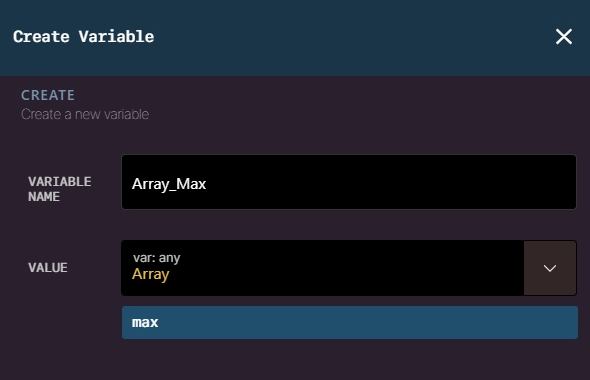 Create Variable
CREATE
Create a new variable
VARIABLE
NAME
Array_Max
VALUE
var: any
Array
max